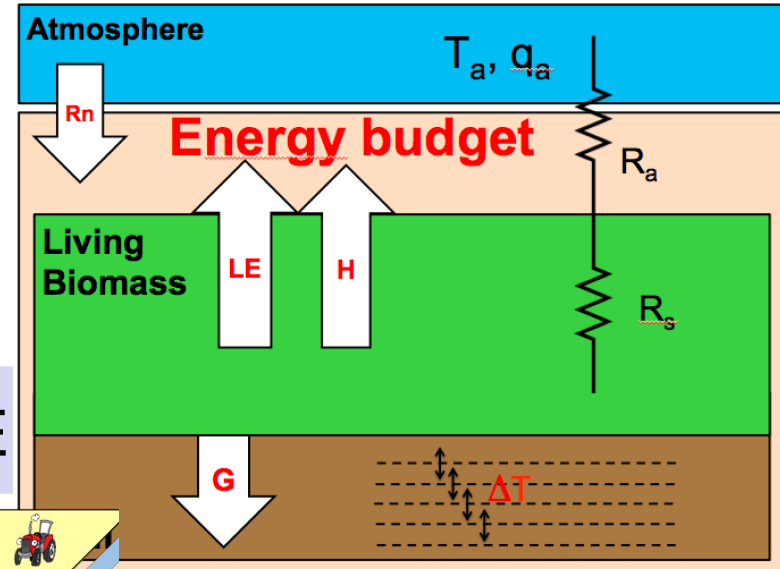 Atmosphere
Tₐ, qₐ
Rn
Energy budget
Rₐ
Living
Biomass
LE
H
Rₛ
G
ΔT